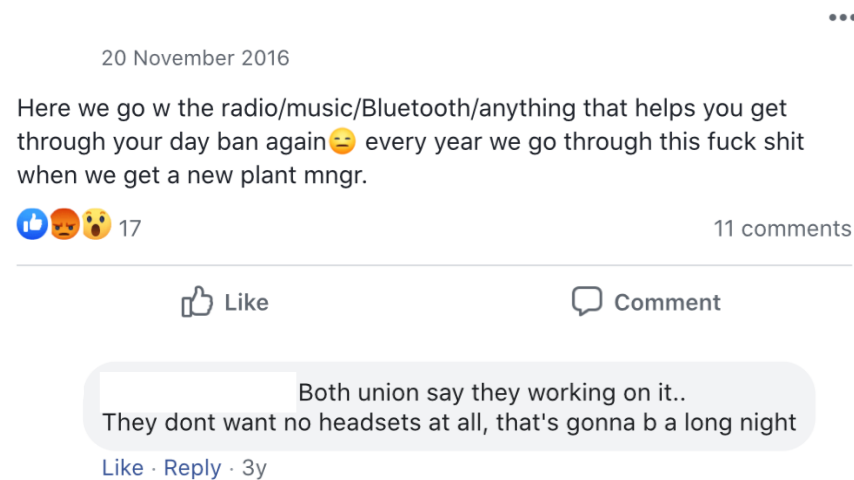 20 November 2016
Here we go w the radio/music/Bluetooth/anything that helps you get
through your day ban again😑 every year we go through this fuck shit
when we get a new plant mngr.
17
11 comments
Like
Comment
Both union say they working on it..
They dont want no headsets at all, that's gonna b a long night
Like · Reply · 3y